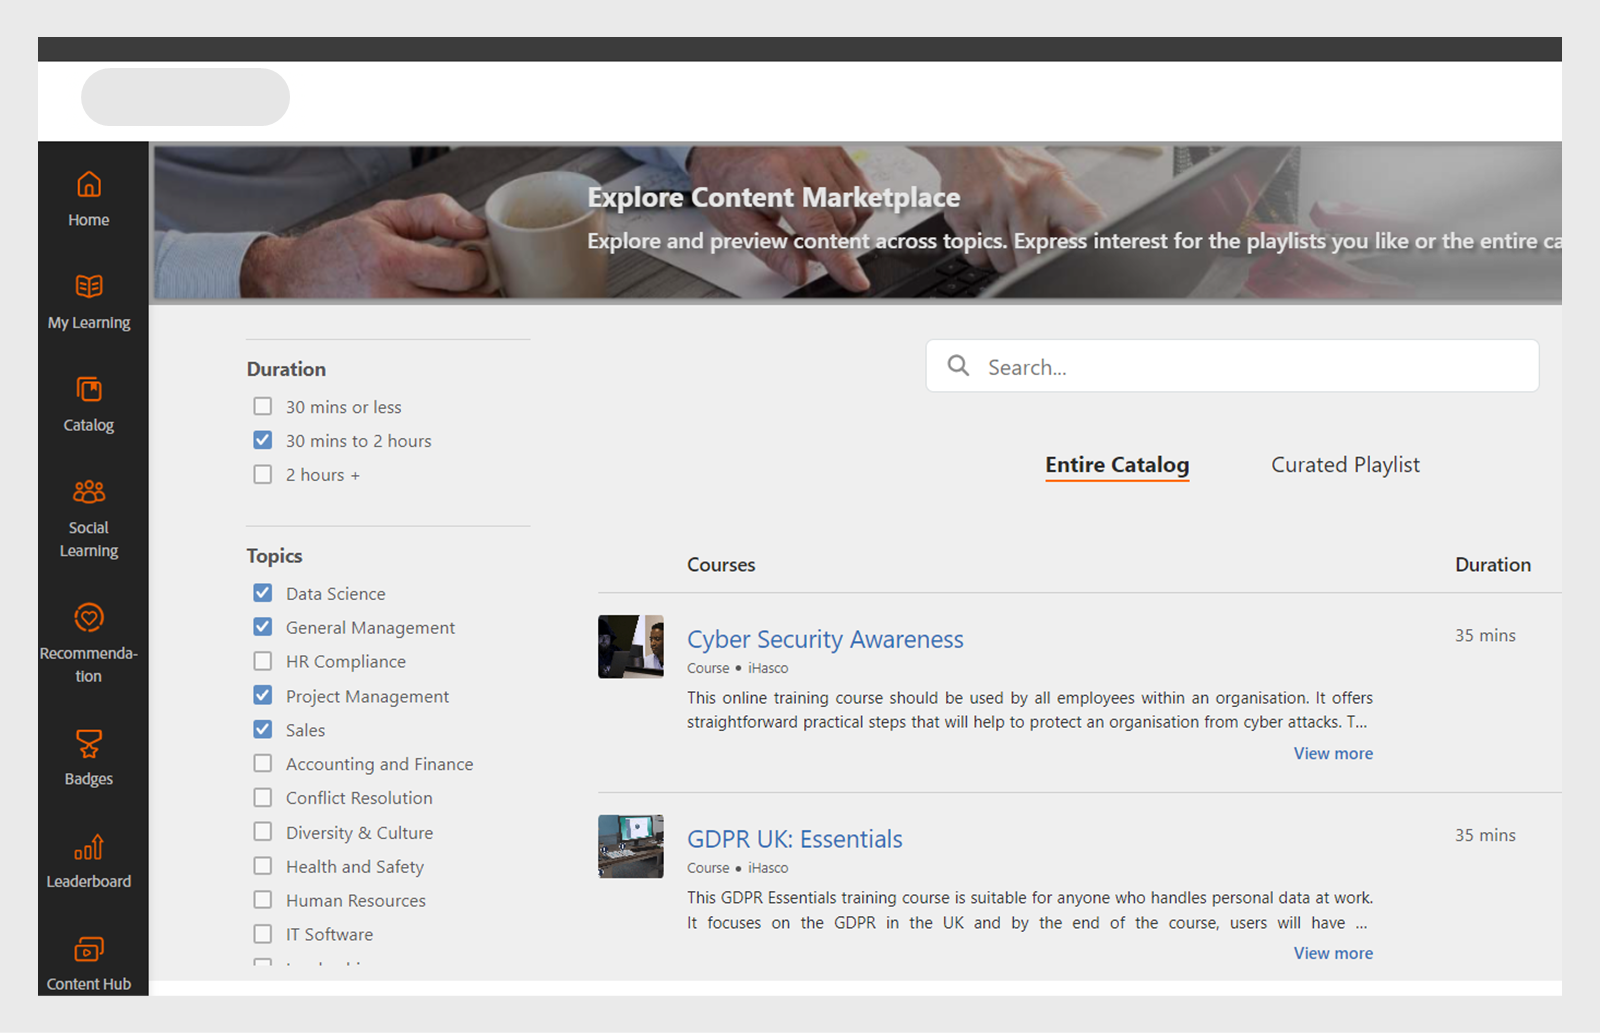 Home
My Learning
Catalog
Social
Learning
Recommenda-
tion
Badges
Leaderboard
Content Hub
Explore Content Marketplace
Explore and preview content across topics. Express interest for the playlists you like or the entire ca
Duration
30 mins or less
30 mins to 2 hours
2 hours +
Topics
Data Science
General Management
HR Compliance
Project Management
Sales
Accounting and Finance
Conflict Resolution
Diversity & Culture
Health and Safety
Human Resources
IT Software
Search...
Entire Catalog Curated Playlist
Courses Duration
Cyber Security Awareness 35 mins
Course • iHasco
This online training course should be used by all employees within an organisation. It offers
straightforward practical steps that will help to protect an organisation from cyber attacks. T...
View more
GDPR UK: Essentials 35 mins
Course • iHasco
This GDPR Essentials training course is suitable for anyone who handles personal data at work.
It focuses on the GDPR in the UK and by the end of the course, users will have ...
View more